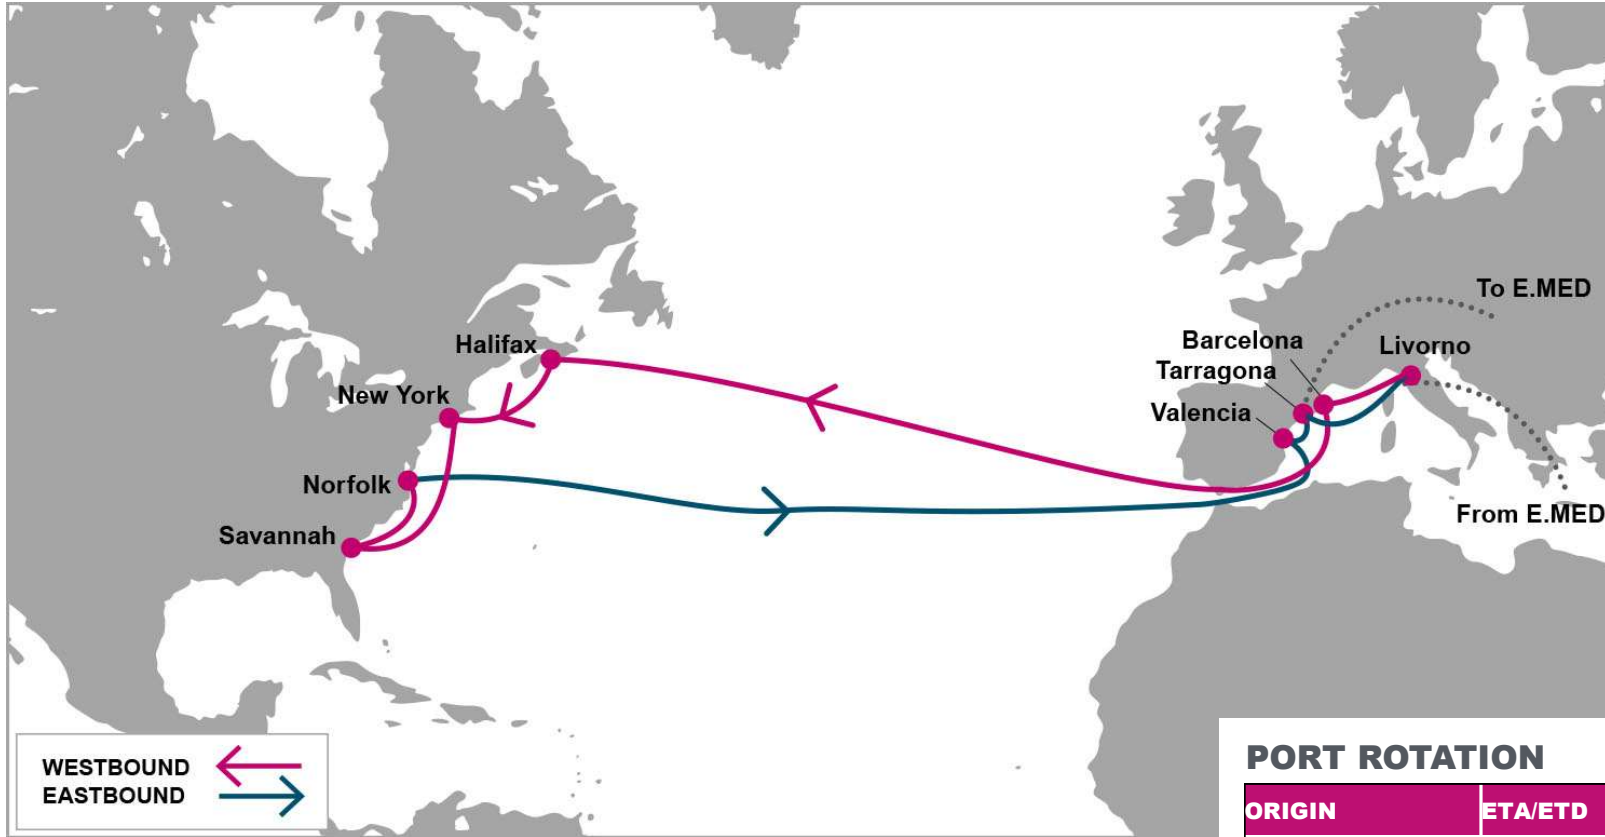 To E.MED
Barcelona
Livorno
Halifax
Tarragona
New York
Valencia
Norfolk
From E.MED
Savannah
WESTBOUND
EASTBOUND
PORT ROTATION
ORIGIN
ETA/ETD